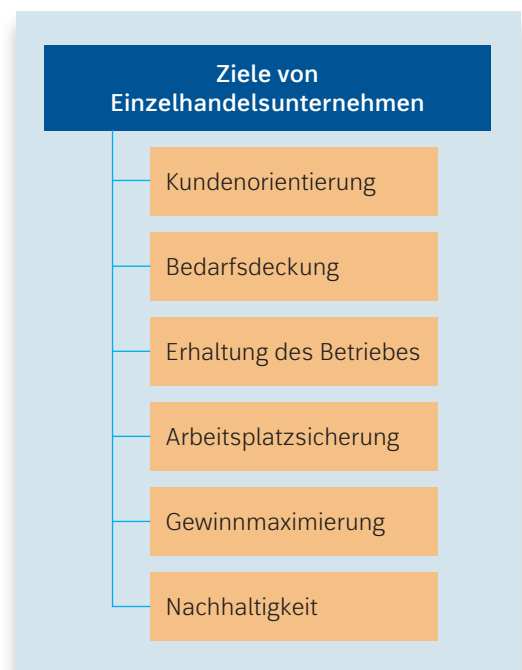 Ziele von
Einzelhandelsunternehmen
Kundenorientierung
Bedarfsdeckung
Erhaltung des Betriebes
Arbeitsplatzsicherung
Gewinnmaximierung
Nachhaltigkeit